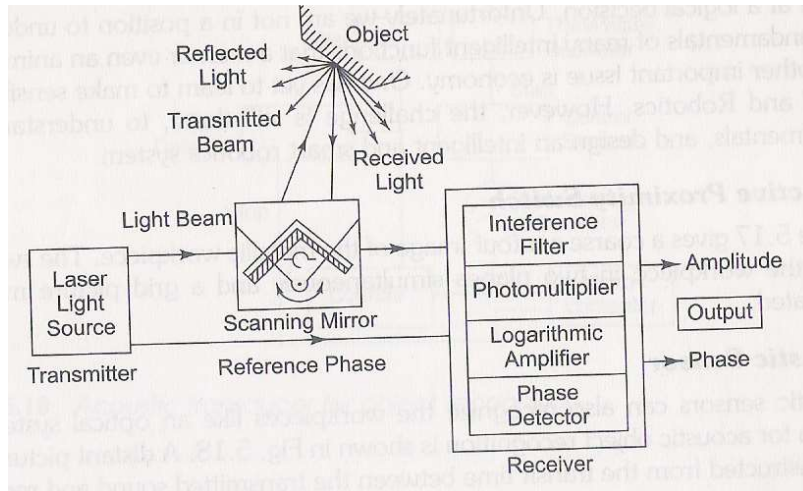 Object
Reflected
Light
Transmitted
Beam
Received
Light
Light Beam
Laser
Light
Source
Transmitter
Scanning Mirror
Reference Phase
Inteference
Filter
Photomultiplier
Logarithmic
Amplifier
Phase
Detector
Receiver
Amplitude
Output
Phase